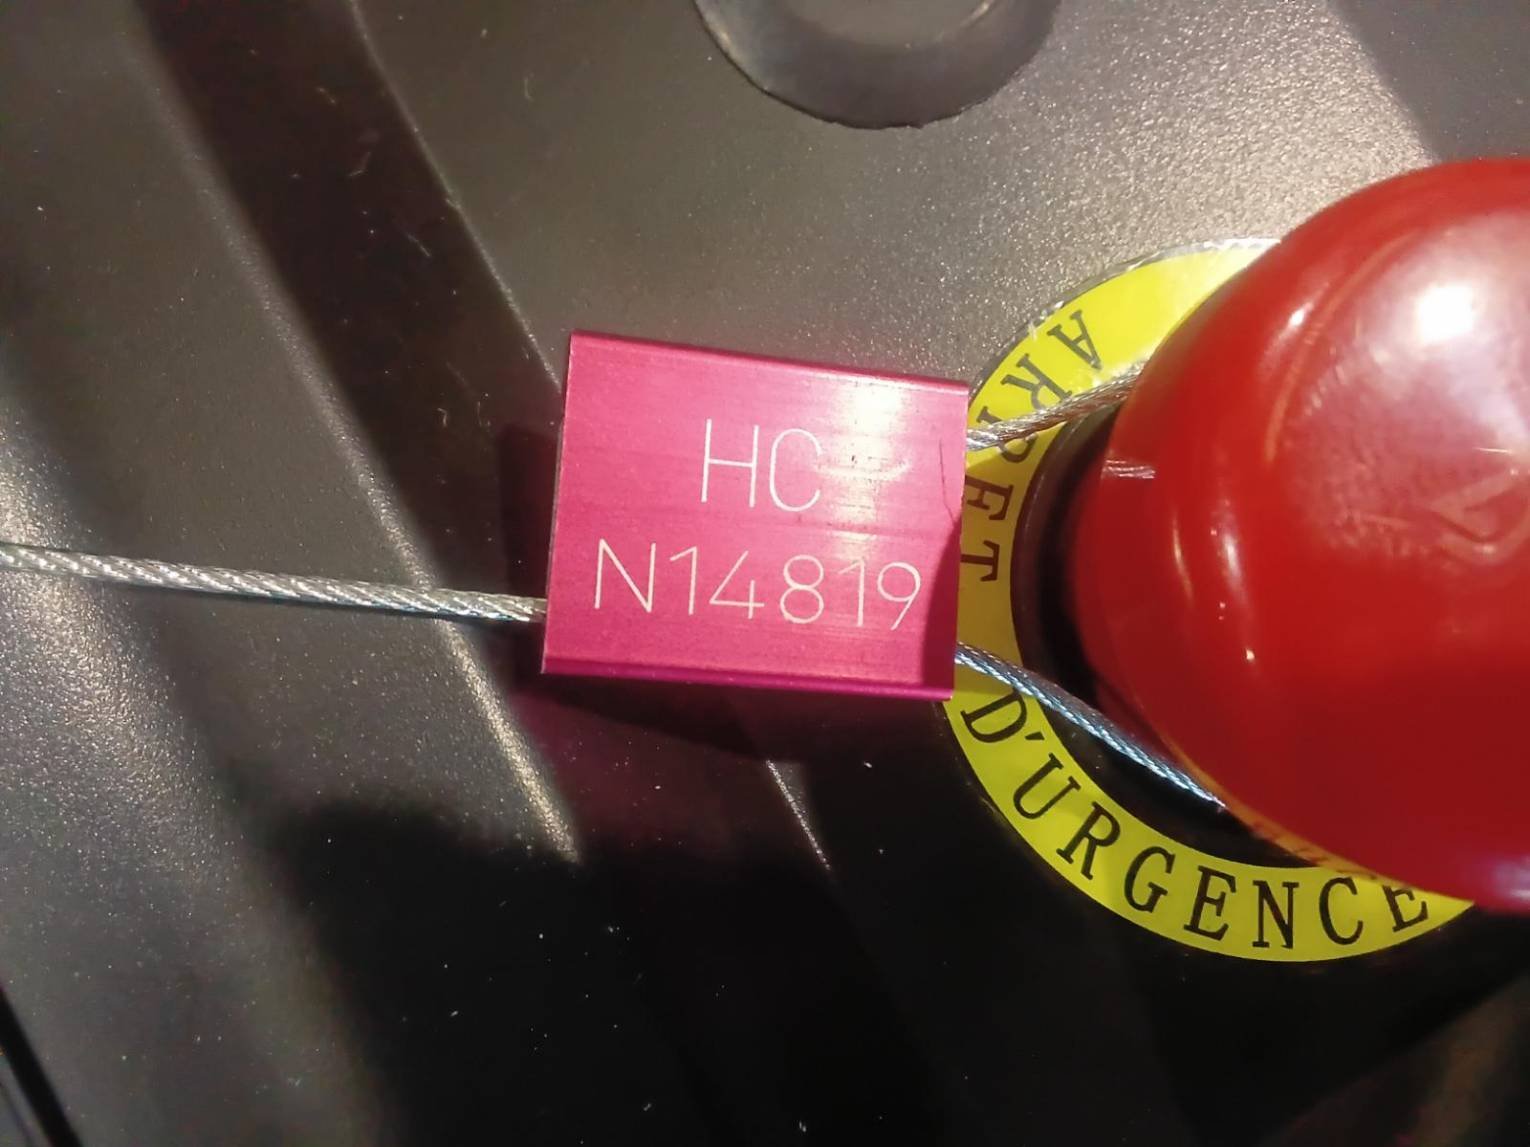 HC
N14819
ARRET
D'URGENCE